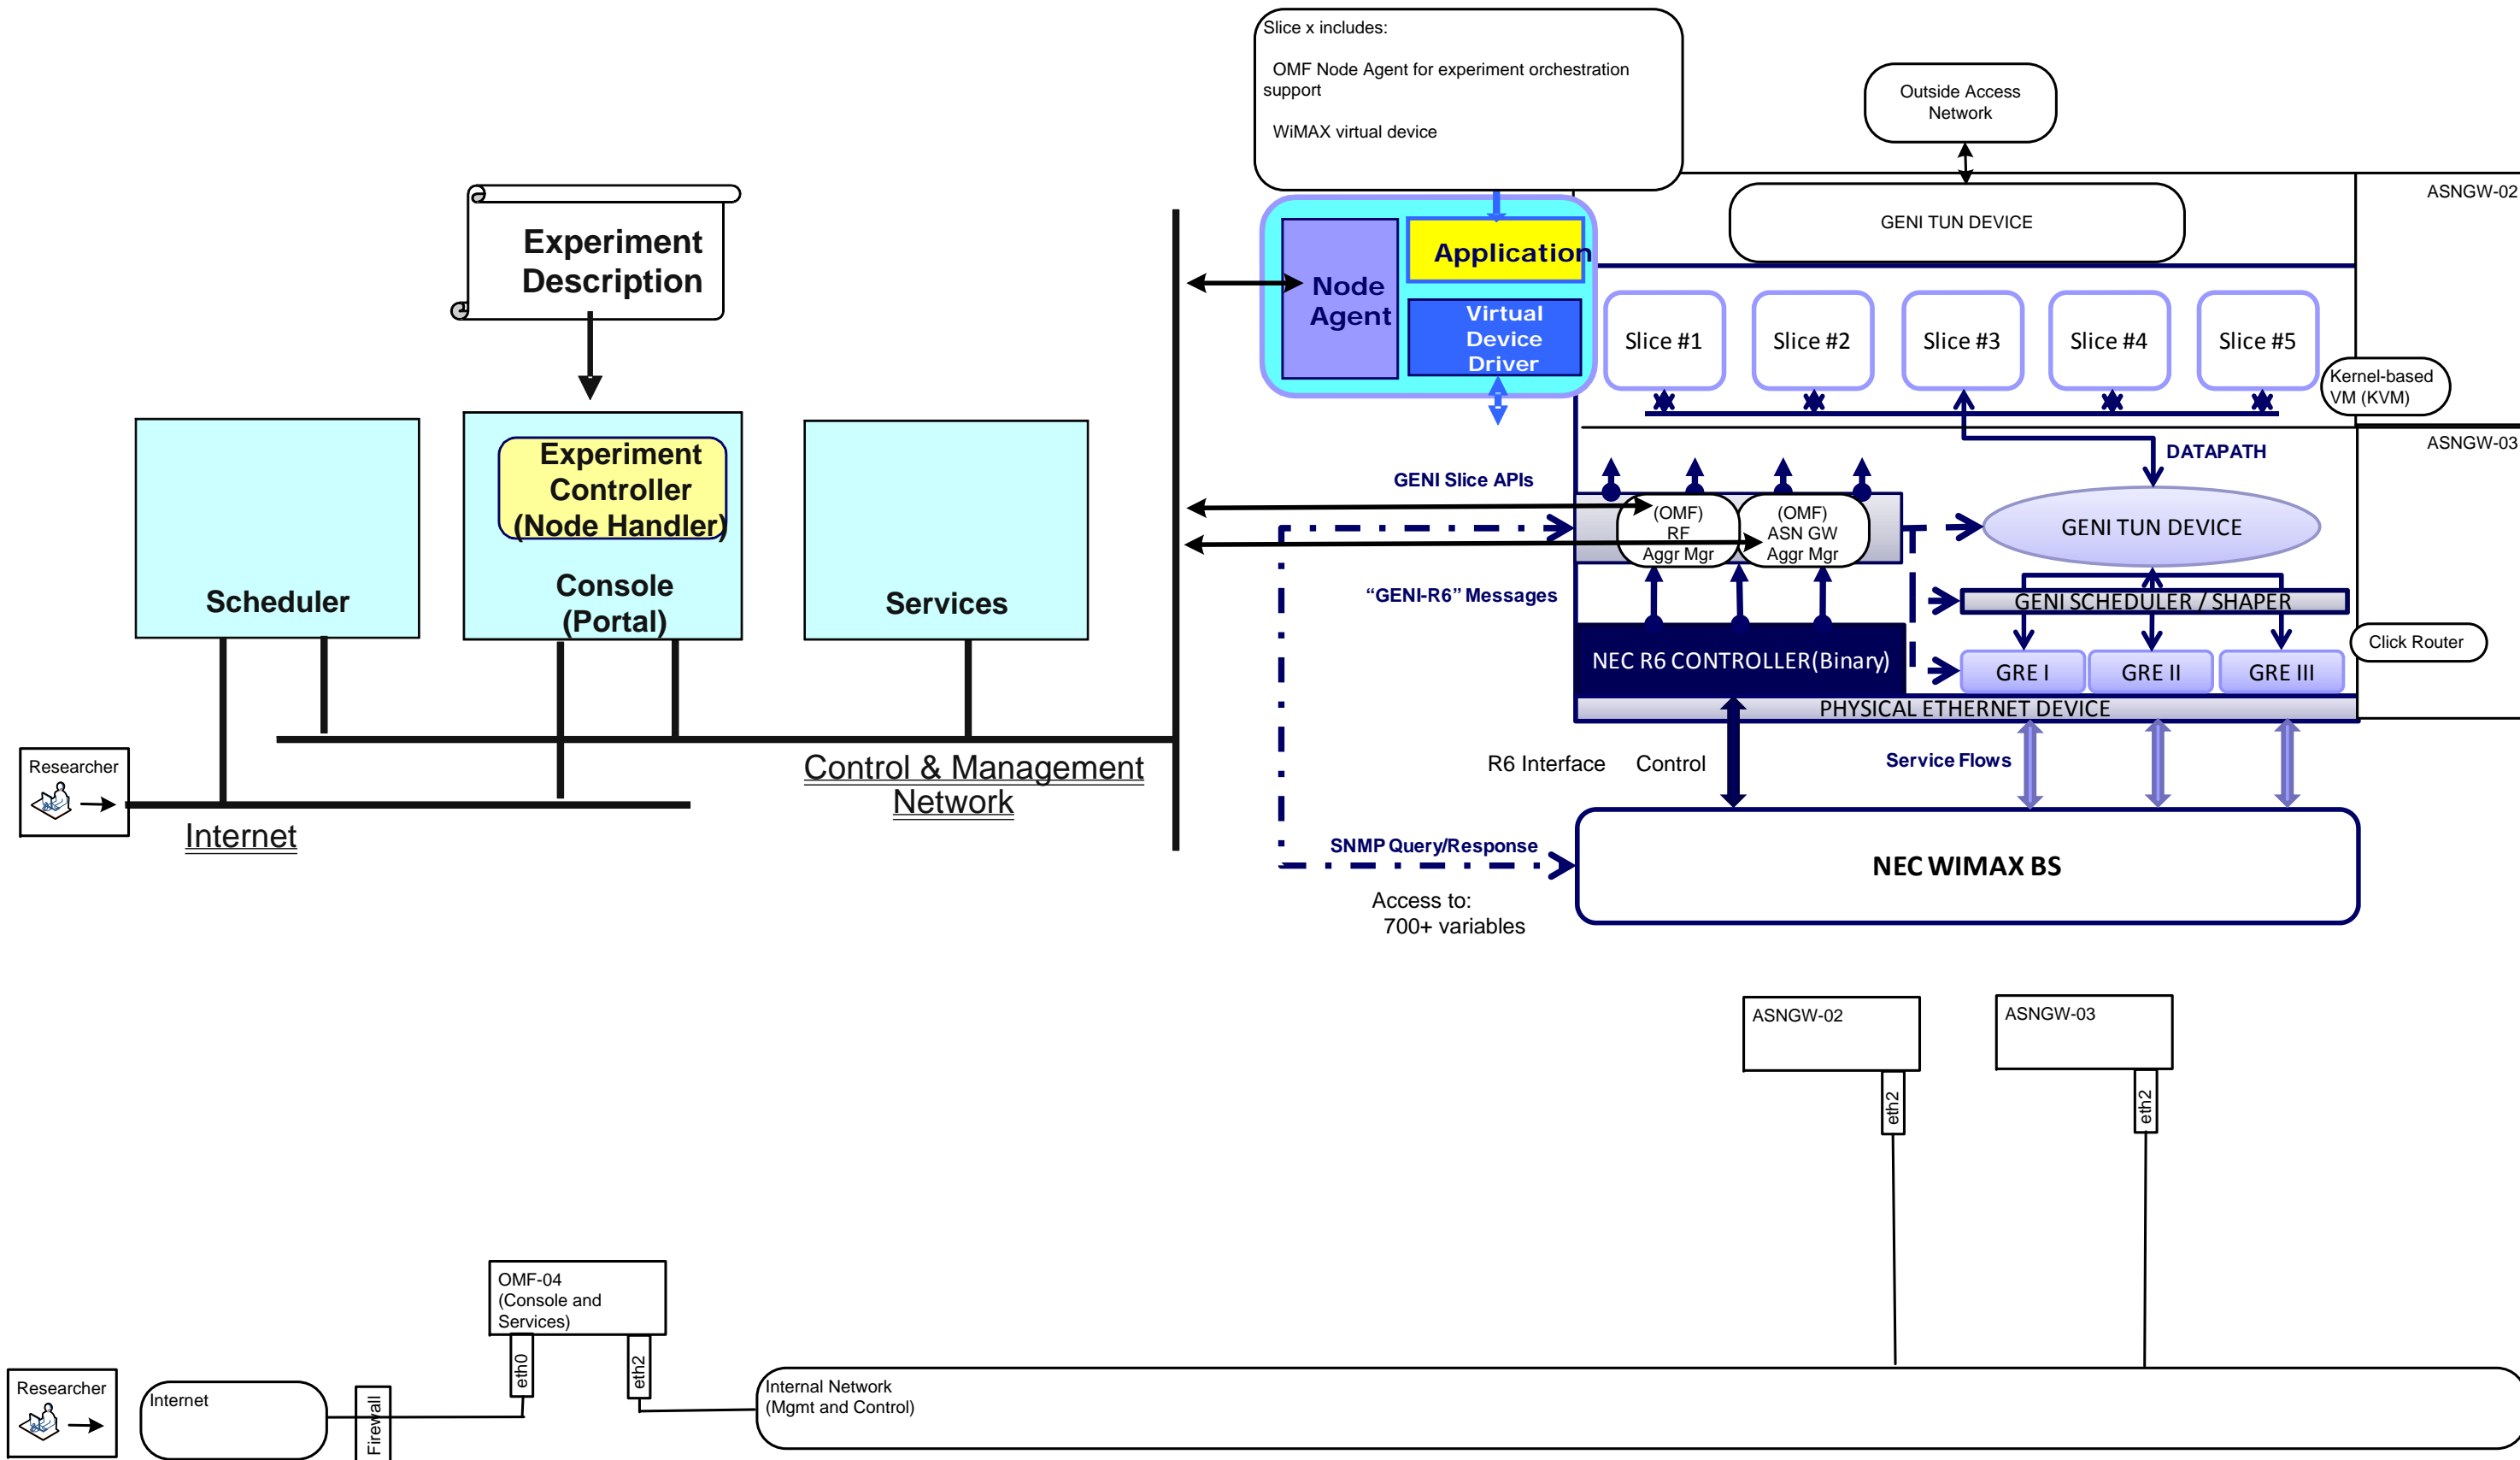 Slice x includes:
OMF Node Agent for experiment orchestration
support
WiMAX virtual device
Outside Access
Network
ASNGW-02
GENI TUN DEVICE
Experiment
Description
Application
Node
Agent
Virtual
Device
Driver
Slice #1
Slice #2
Slice #3
Slice #4
Slice #5
Kernel-based
VM (KVM)
ASNGW-03
DATAPATH
Scheduler
Experiment
Controller
(Node Handler)
Console
(Portal)
Services
GENI Slice APIs
(OMF)
RF
Aggr Mgr
(OMF)
ASN GW
Aggr Mgr
GENI TUN DEVICE
“GENI-R6” Messages
GENI SCHEDULER / SHAPER
Click Router
NEC R6 CONTROLLER(Binary)
GRE I
GRE II
GRE III
PHYSICAL ETHERNET DEVICE
Researcher
Control & Management
Network
Internet
R6 Interface
Control
Service Flows
SNMP Query/Response
NEC WIMAX BS
Access to:
700+ variables
ASNGW-02
ASNGW-03
eth2
eth2
OMF-04
(Console and
Services)
eth0
eth2
Researcher
Internet
Firewall
Internal Network
(Mgmt and Control)